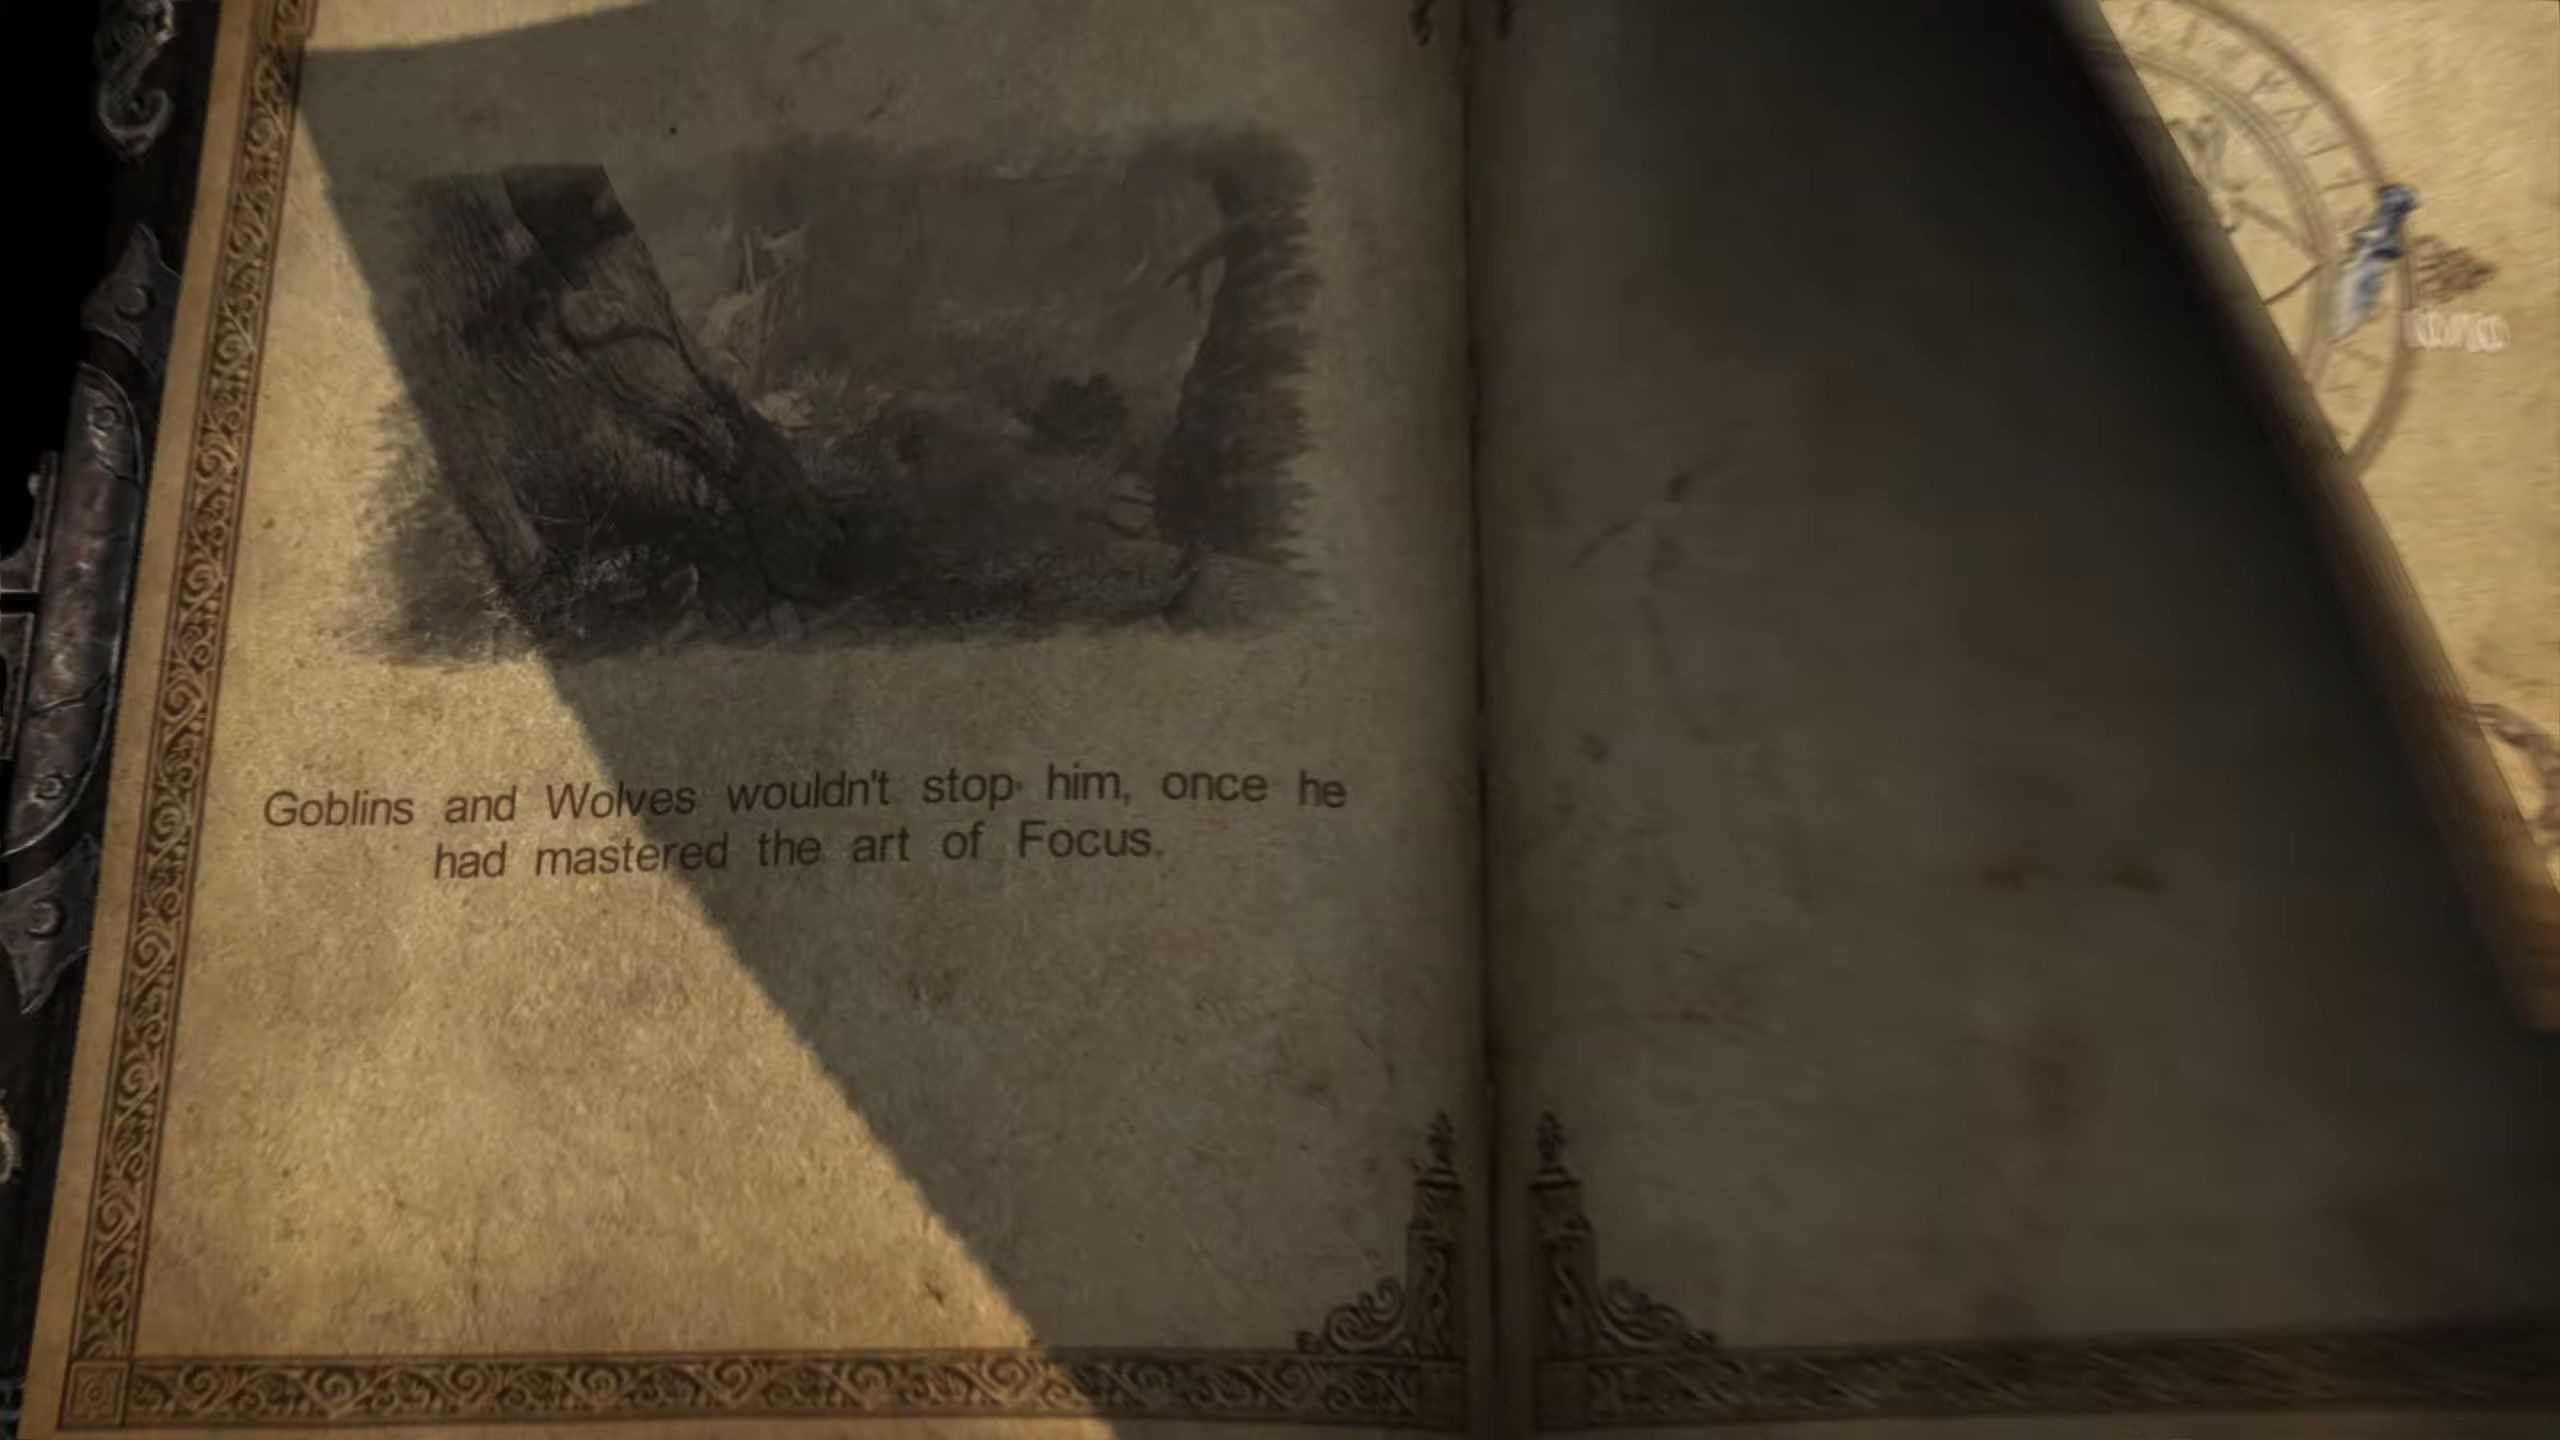 Goblins and Wolves wouldn't stop him, once he
had mastered the art of Focus.